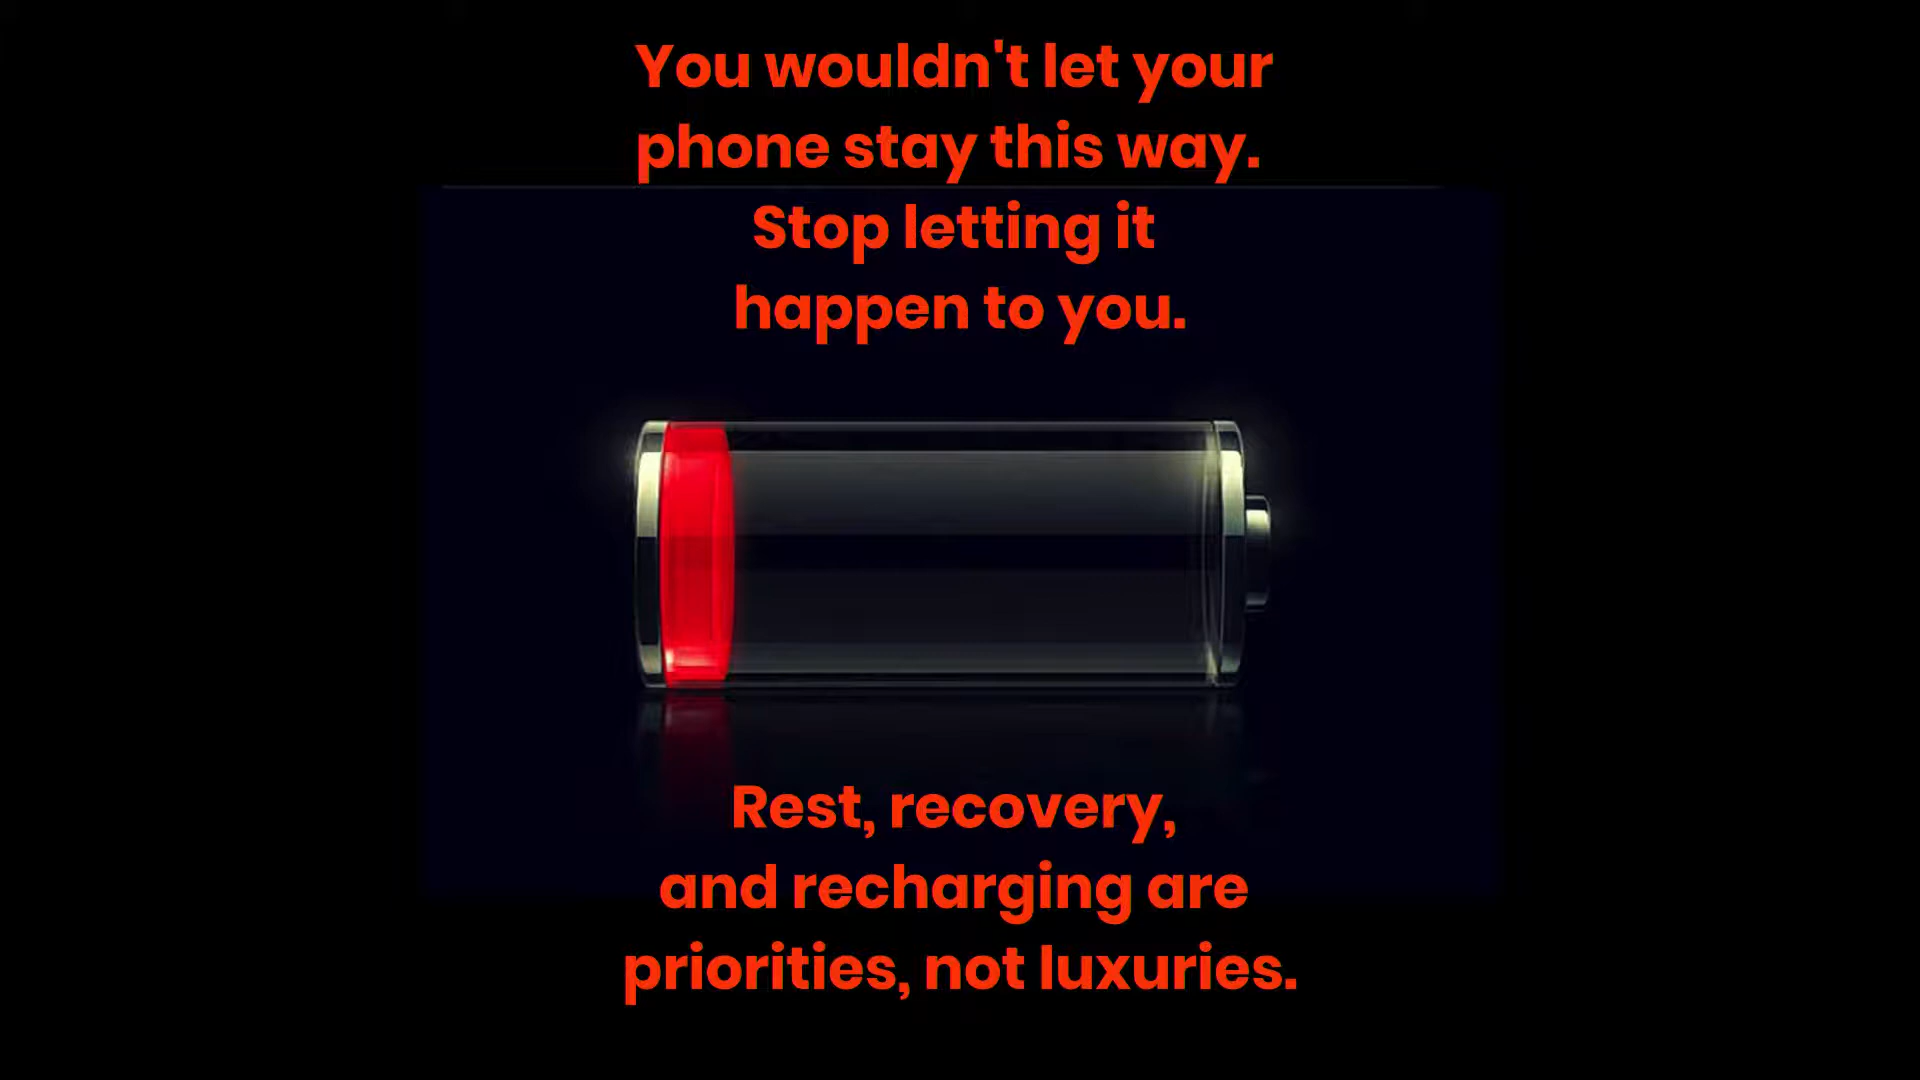 You wouldn't let your
phone stay this way.
Stop letting it
happen to you.
Rest, recovery,
and recharging are
priorities, not luxuries.